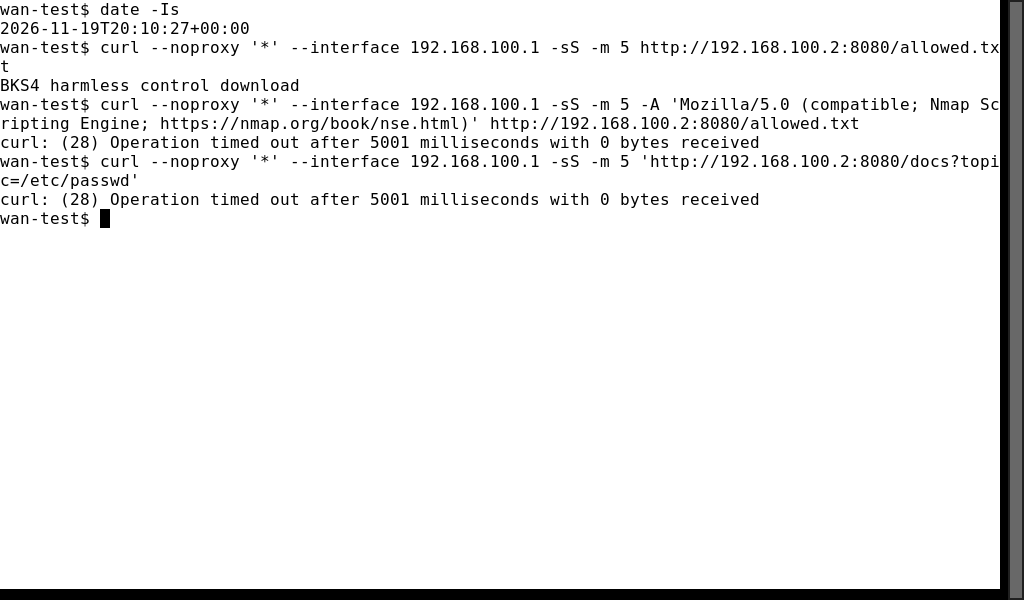 wan-test$ date -Is
2026-11-19T20:10:27+00:00
wan-test$ curl --noproxy '*' --interface 192.168.100.1 -sS -m 5 http://192.168.100.2:8080/allowed.tx
t
BKS4 harmless control download
wan-test$ curl --noproxy '*' --interface 192.168.100.1 -sS -m 5 -A 'Mozilla/5.0 (compatible; Nmap Sc
ripting Engine; https://nmap.org/book/nse.html)' http://192.168.100.2:8080/allowed.txt
curl: (28) Operation timed out after 5001 milliseconds with 0 bytes received
wan-test$ curl --noproxy '*' --interface 192.168.100.1 -sS -m 5 'http://192.168.100.2:8080/docs?topi
c=/etc/passwd'
curl: (28) Operation timed out after 5001 milliseconds with 0 bytes received
wan-test$